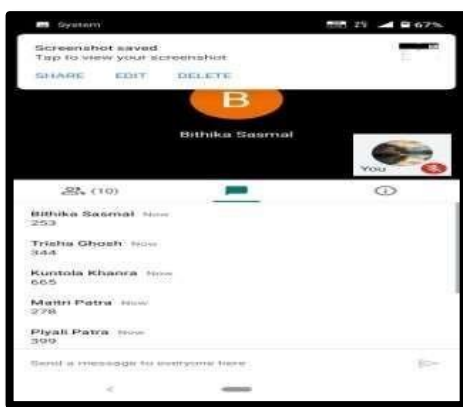 System
67%
Screenshot saved
Tap to view your screenshot
SHARE EDIT DELETE
B
Bithika Sasmal
You
(10)
Bithika Sasmal Now
253
Trisha Ghosh Now
344
Kuntola Khanra Now
665
Maitri Patra Now
278
Piyali Patra Now
399
Send a message to everyone here